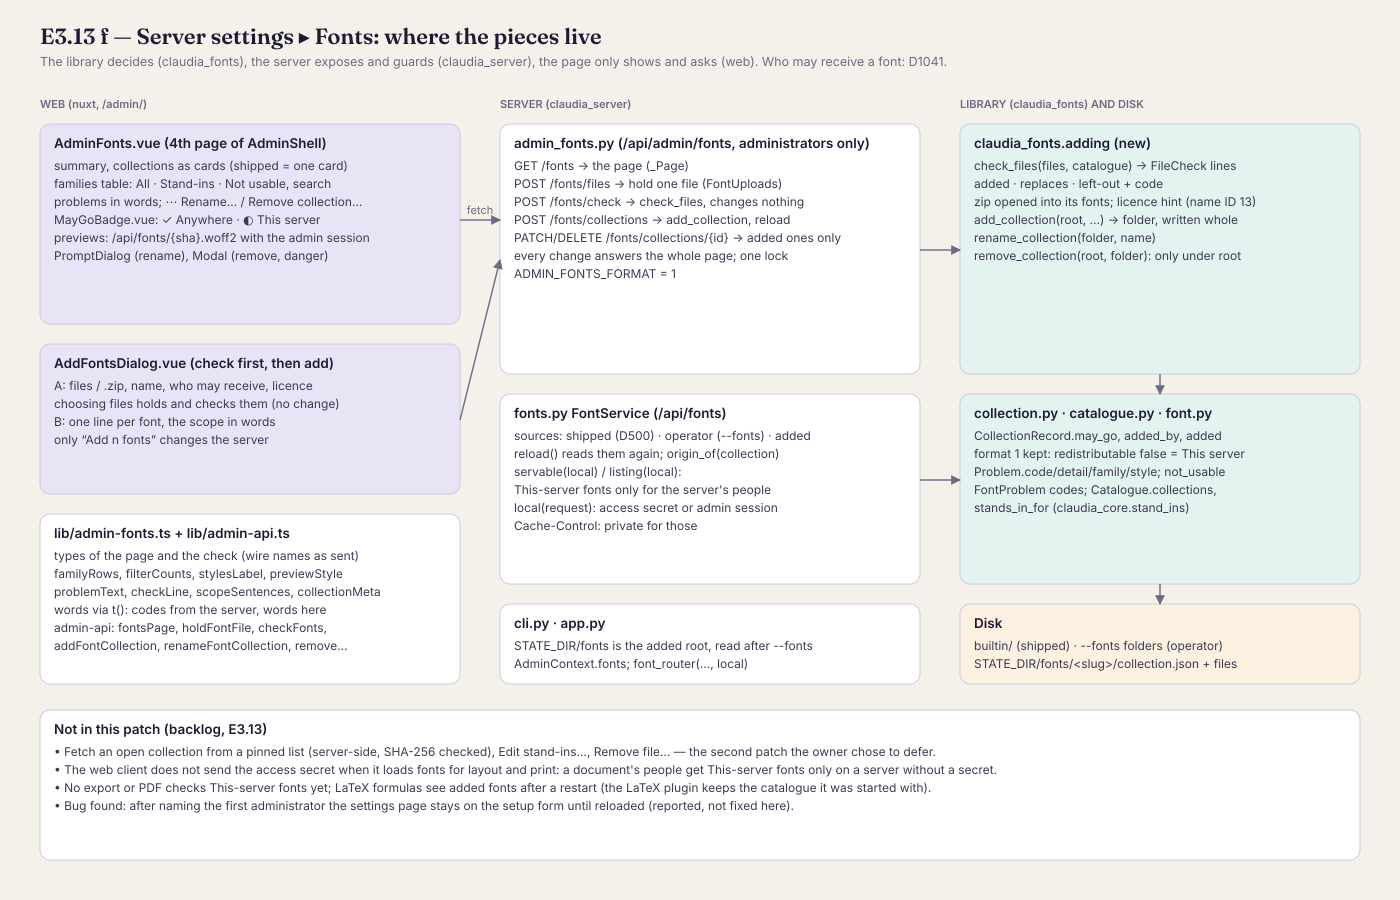 E3.13 f — Server settings ▸ Fonts: where the pieces live
The library decides (claudia_fonts), the server exposes and guards (claudia_server), the page only shows and asks (web). Who may receive a font: D1041.
WEB (nuxt, /admin/)
AdminFonts.vue (4th page of AdminShell)
summary, collections as cards (shipped = one card)
families table: All · Stand-ins · Not usable, search
problems in words; ··· Rename… / Remove collection…
MayGoBadge.vue: ✓ Anywhere · ◐ This server
previews: /api/fonts/{sha}.woff2 with the admin session
PromptDialog (rename), Modal (remove, danger)
AddFontsDialog.vue (check first, then add)
A: files / .zip, name, who may receive, licence
choosing files holds and checks them (no change)
B: one line per font, the scope in words
only “Add n fonts” changes the server
lib/admin-fonts.ts + lib/admin-api.ts
types of the page and the check (wire names as sent)
familyRows, filterCounts, stylesLabel, previewStyle
problemText, checkLine, scopeSentences, collectionMeta
words via t(): codes from the server, words here
admin-api: fontsPage, holdFontFile, checkFonts,
addFontCollection, renameFontCollection, remove…
fetch
SERVER (claudia_server)
admin_fonts.py (/api/admin/fonts, administrators only)
GET /fonts → the page (_Page)
POST /fonts/files → hold one file (FontUploads)
POST /fonts/check → check_files, changes nothing
POST /fonts/collections → add_collection, reload
PATCH/DELETE /fonts/collections/{id} → added ones only
every change answers the whole page; one lock
ADMIN_FONTS_FORMAT = 1
fonts.py FontService (/api/fonts)
sources: shipped (D500) · operator (--fonts) · added
reload() reads them again; origin_of(collection)
servable(local) / listing(local):
This-server fonts only for the server's people
local(request): access secret or admin session
Cache-Control: private for those
cli.py · app.py
STATE_DIR/fonts is the added root, read after --fonts
AdminContext.fonts; font_router(…, local)
LIBRARY (claudia_fonts) AND DISK
claudia_fonts.adding (new)
check_files(files, catalogue) → FileCheck lines
added · replaces · left-out + code
zip opened into its fonts; licence hint (name ID 13)
add_collection(root, …) → folder, written whole
rename_collection(folder, name)
remove_collection(root, folder): only under root
collection.py · catalogue.py · font.py
CollectionRecord.may_go, added_by, added
format 1 kept: redistributable false = This server
Problem.code/detail/family/style; not_usable
FontProblem codes; Catalogue.collections,
stands_in_for (claudia_core.stand_ins)
Disk
builtin/ (shipped) · --fonts folders (operator)
STATE_DIR/fonts/<slug>/collection.json + files
Not in this patch (backlog, E3.13)
• Fetch an open collection from a pinned list (server-side, SHA-256 checked), Edit stand-ins…, Remove file… — the second patch the owner chose to defer.
• The web client does not send the access secret when it loads fonts for layout and print: a document's people get This-server fonts only on a server without a secret.
• No export or PDF checks This-server fonts yet; LaTeX formulas see added fonts after a restart (the LaTeX plugin keeps the catalogue it was started with).
• Bug found: after naming the first administrator the settings page stays on the setup form until reloaded (reported, not fixed here).